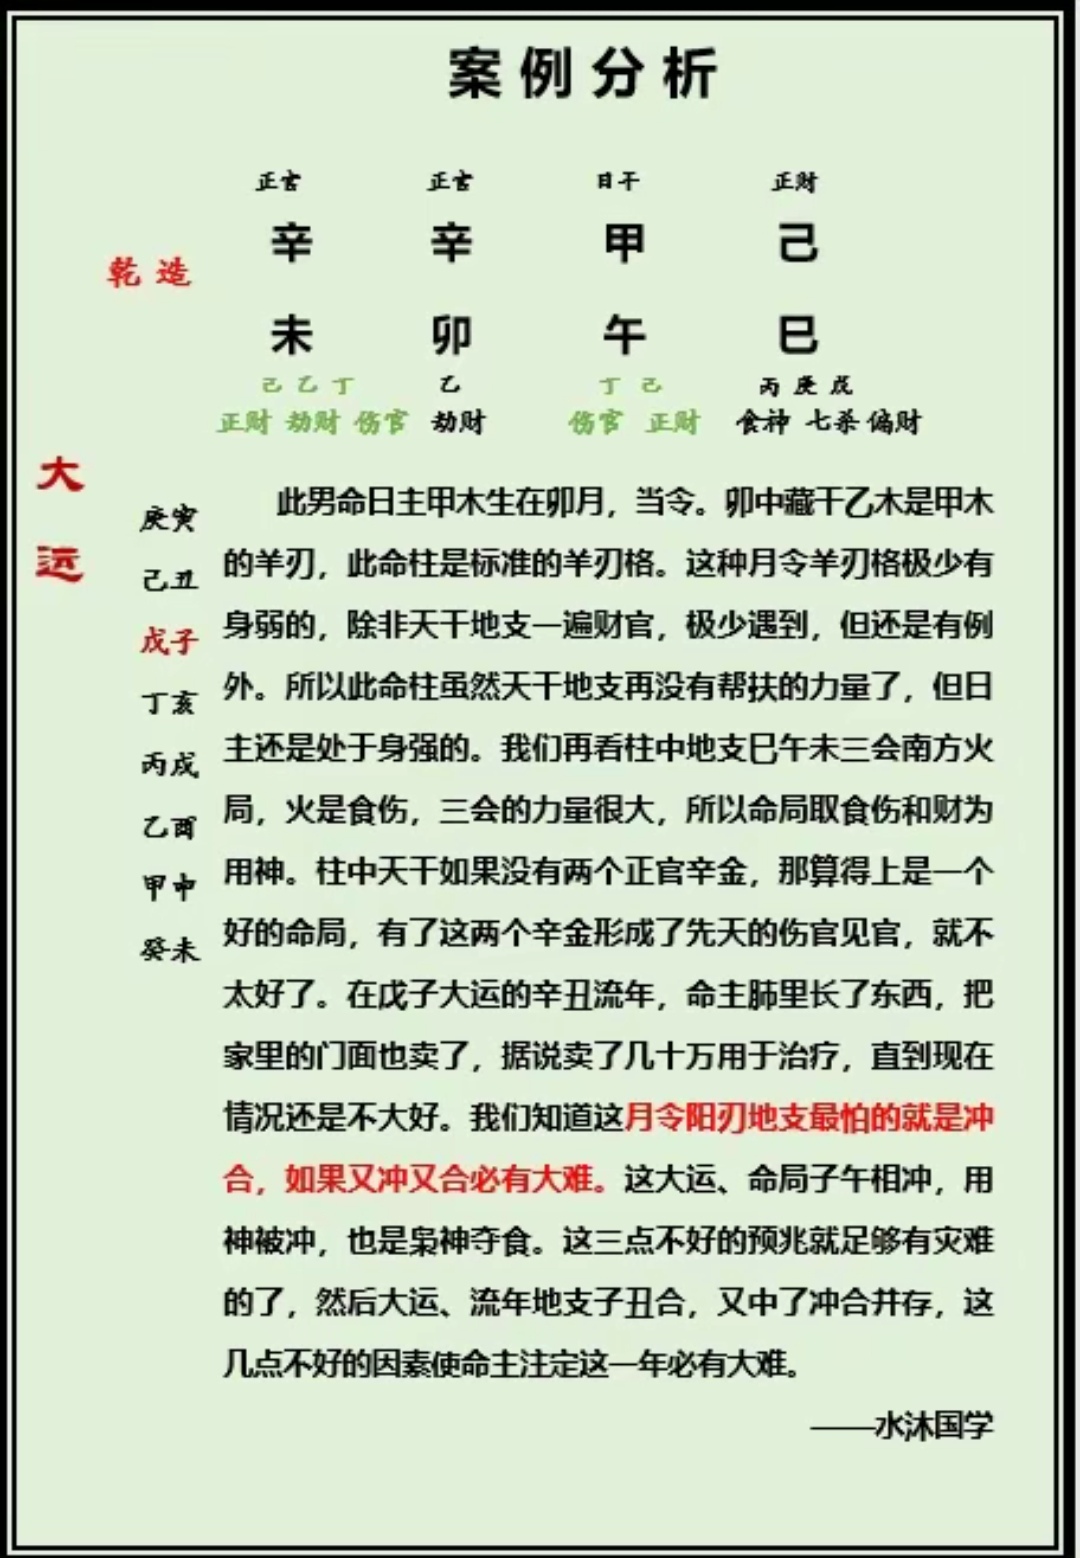 案例分析
正官 正官 日干 正财
辛 辛 甲 己
乾造
未 卯 午 巳
己 乙 丁 乙 丁 己 丙 庚 戊
正财 劫财 伤官 劫财 伤官 正财 食神 七杀 偏财
大运
庚寅
己丑
戊子
丁亥
丙戌
乙酉
甲申
癸未
此男命日主甲木生在卯月，当令。卯中藏干乙木是甲木
的羊刃，此命柱是标准的羊刃格。这种月令羊刃格极少有
身弱的，除非天干地支一遍财官，极少遇到，但还是有例
外。所以此命柱虽然天干地支再没有帮扶的力量了，但日
主还是处于身强的。我们再看柱中地支巳午未三会南方火
局，火是食伤，三会的力量很大，所以命局取食伤和财为
用神。柱中天干如果没有两个正官辛金，那算得上是一个
好的命局，有了这两个辛金形成了先天的伤官见官，就不
太好了。在戊子大运的辛丑流年，命主肺里长了东西，把
家里的门面也卖了，据说卖了几十万用于治疗，直到现在
情况还是不大好。我们知道这月令阳刃地支最怕的就是冲
合，如果又冲又合必有大难。这大运、命局子午相冲，用
神被冲，也是枭神夺食。这三点不好的预兆就足够有灾难
的了，然后大运、流年地支子丑合，又中了冲合并存，这
几点不好的因素使命主注定这一年必有大难。
——水沐国学